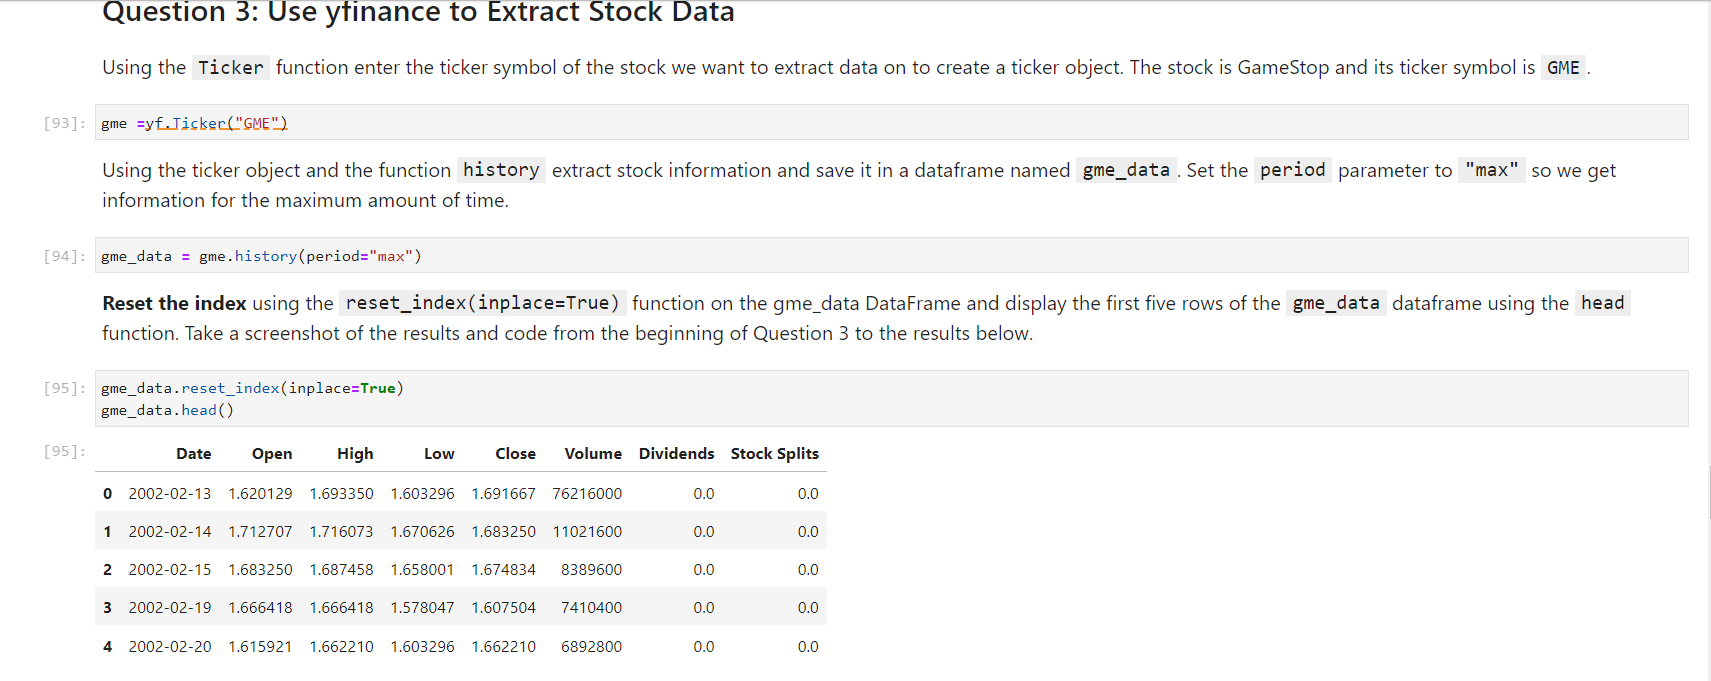 Question 3: Use yfinance to Extract Stock Data
Using the Ticker function enter the ticker symbol of the stock we want to extract data on to create a ticker object. The stock is GameStop and its ticker symbol is GME .
[93]: gme =yf.Ticker("GME")
Using the ticker object and the function history extract stock information and save it in a dataframe named gme_data . Set the period parameter to "max" so we get
information for the maximum amount of time.
[94]: gme_data = gme.history(period="max")
Reset the index using the reset_index(inplace=True) function on the gme_data DataFrame and display the first five rows of the gme_data dataframe using the head
function. Take a screenshot of the results and code from the beginning of Question 3 to the results below.
[95]: gme_data.reset_index(inplace=True)
gme_data.head()
[95]: Date Open High Low Close Volume Dividends Stock Splits
0 2002-02-13 1.620129 1.693350 1.603296 1.691667 76216000 0.0 0.0
1 2002-02-14 1.712707 1.716073 1.670626 1.683250 11021600 0.0 0.0
2 2002-02-15 1.683250 1.687458 1.658001 1.674834 8389600 0.0 0.0
3 2002-02-19 1.666418 1.666418 1.578047 1.607504 7410400 0.0 0.0
4 2002-02-20 1.615921 1.662210 1.603296 1.662210 6892800 0.0 0.0